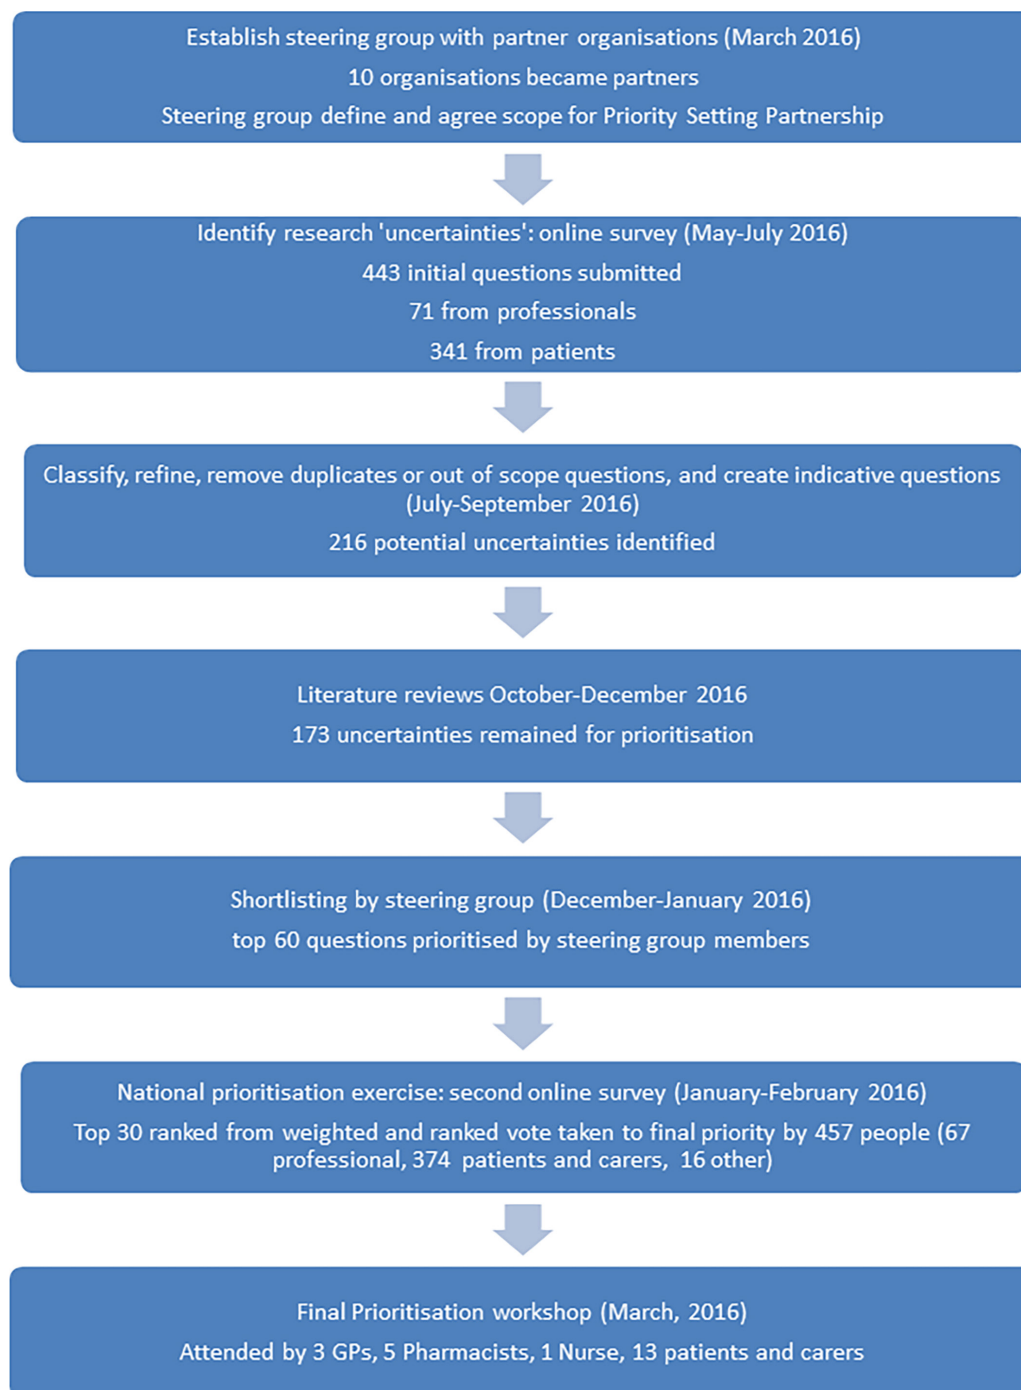 Establish steering group with partner organisations (March 2016)
10 organisations became partners
Steering group define and agree scope for Priority Setting Partnership
Identify research 'uncertainties': online survey (May-July 2016)
443 initial questions submitted
71 from professionals
341 from patients
Classify, refine, remove duplicates or out of scope questions, and create indicative questions
(July-September 2016)
216 potential uncertainties identified
Literature reviews October-December 2016
173 uncertainties remained for prioritisation
Shortlisting by steering group (December-January 2016)
top 60 questions prioritised by steering group members
National prioritisation exercise: second online survey (January-February 2016)
Top 30 ranked from weighted and ranked vote taken to final priority by 457 people (67
professional, 374 patients and carers, 16 other)
Final Prioritisation workshop (March, 2016)
Attended by 3 GPs, 5 Pharmacists, 1 Nurse, 13 patients and carers